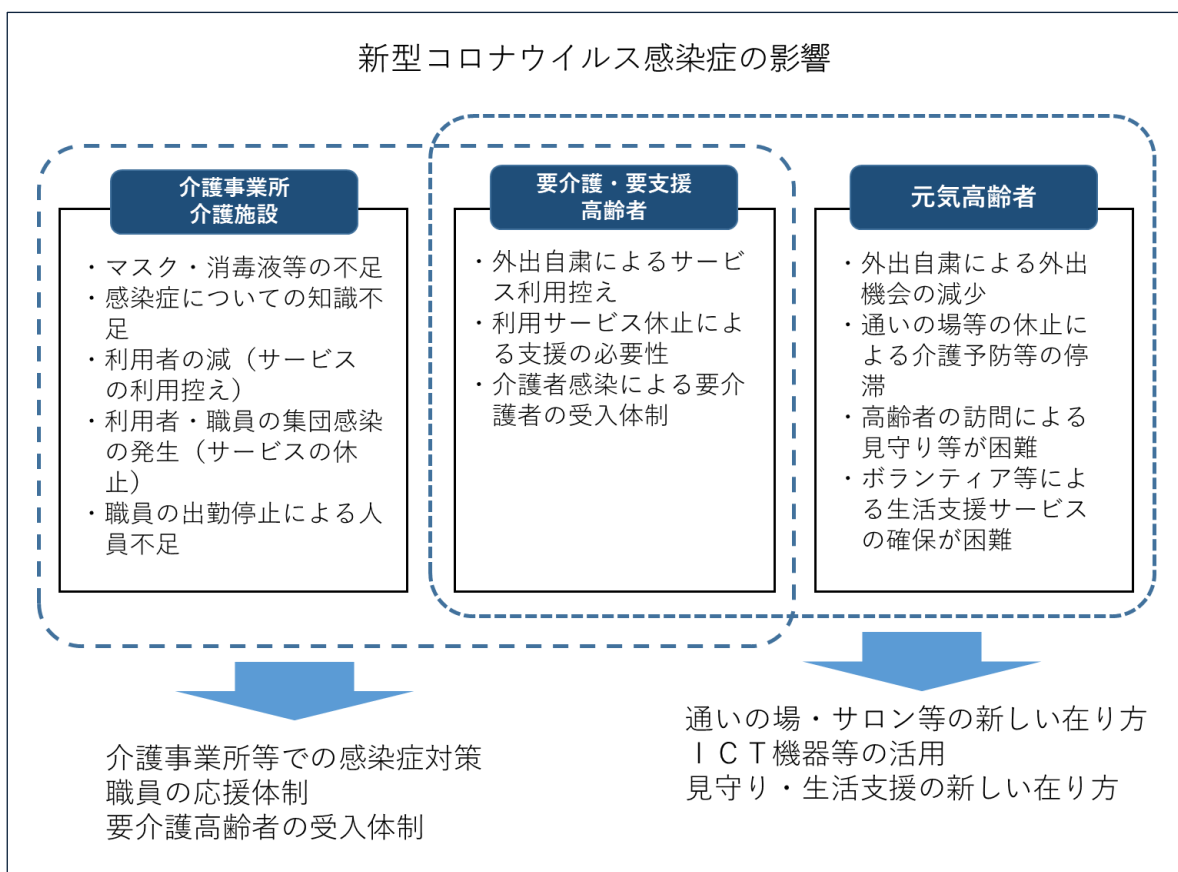 新型コロナウイルス感染症の影響
介護事業所
介護施設
・マスク・消毒液等の不足
・感染症についての知識不
足
・利用者の減（サービス
の利用控え）
・利用者・職員の集団感染
の発生（サービスの休
止）
・職員の出勤停止による人
員不足
要介護・要支援
高齢者
・外出自粛によるサービ
ス利用控え
・利用サービス休止によ
る支援の必要性
・介護者感染による要介
護者の受入体制
元気高齢者
・外出自粛による外出
機会の減少
・通いの場等の休止に
よる介護予防等の停
滞
・高齢者の訪問による
見守り等が困難
・ボランティア等によ
る生活支援サービス
の確保が困難
介護事業所等での感染症対策
職員の応援体制
要介護高齢者の受入体制
通いの場・サロン等の新しい在り方
ＩＣＴ機器等の活用
見守り・生活支援の新しい在り方